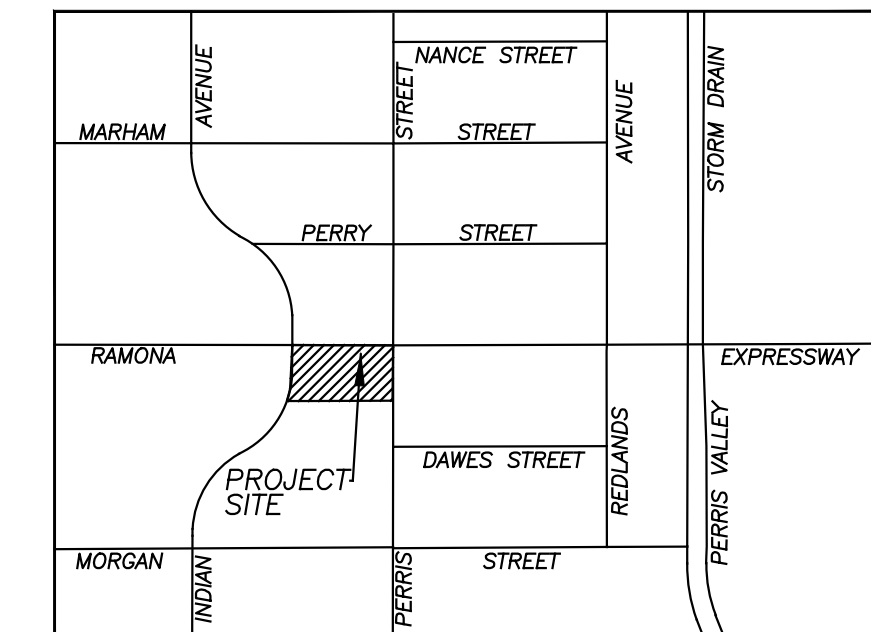 NANCE STREET
AVENUE
STREET
AVENUE
STORM DRAIN
MARHAM STREET
PERRY STREET
RAMONA EXPRESSWAY
DAWES STREET
PROJECT
SITE
REDLANDS
PERRIS VALLEY
MORGAN STREET
INDIAN
PERRIS